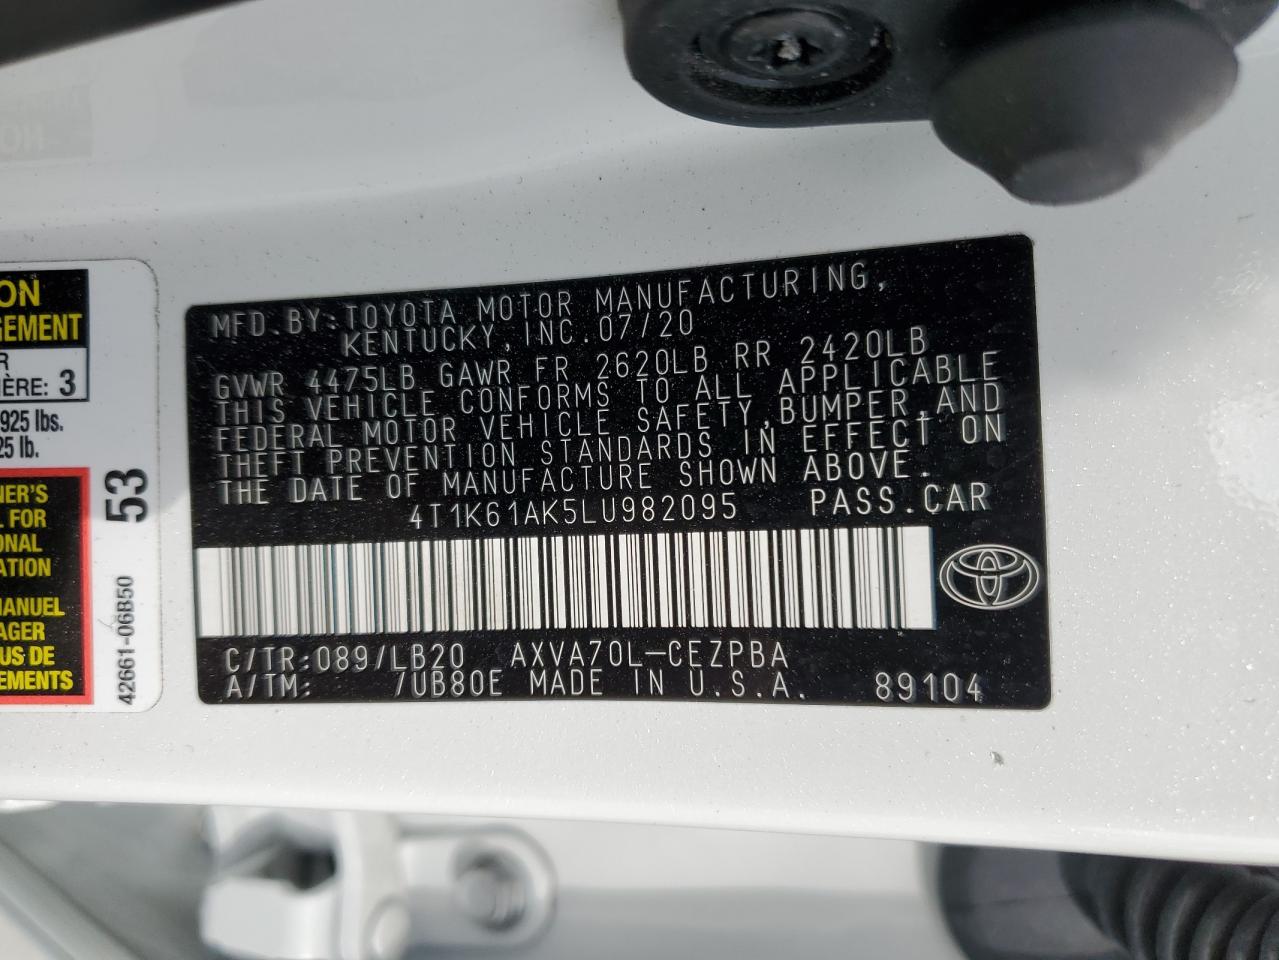 ON
GEMENT
R
IÈRE: 3
925 lbs.
25 lb.
NER'S
L FOR
ONAL
ATION
MANUEL
AGER
US DE
EMENTS
53
42661-06B50
MFD.BY:TOYOTA MOTOR MANUFACTURING,
KENTUCKY,INC.07/20
GVWR 4475LB GAWR FR 2620LB RR 2420LB
THIS VEHICLE CONFORMS TO ALL APPLICABLE
FEDERAL MOTOR VEHICLE SAFETY,BUMPER,AND
THEFT PREVENTION STANDARDS IN EFFECT ON
THE DATE OF MANUFACTURE SHOWN ABOVE.
4T1K61AK5LU982095 PASS.CAR
C/TR:089/LB20 AXVA70L-CEZPBA
A/TM: /UB80E MADE IN U.S.A. 89104